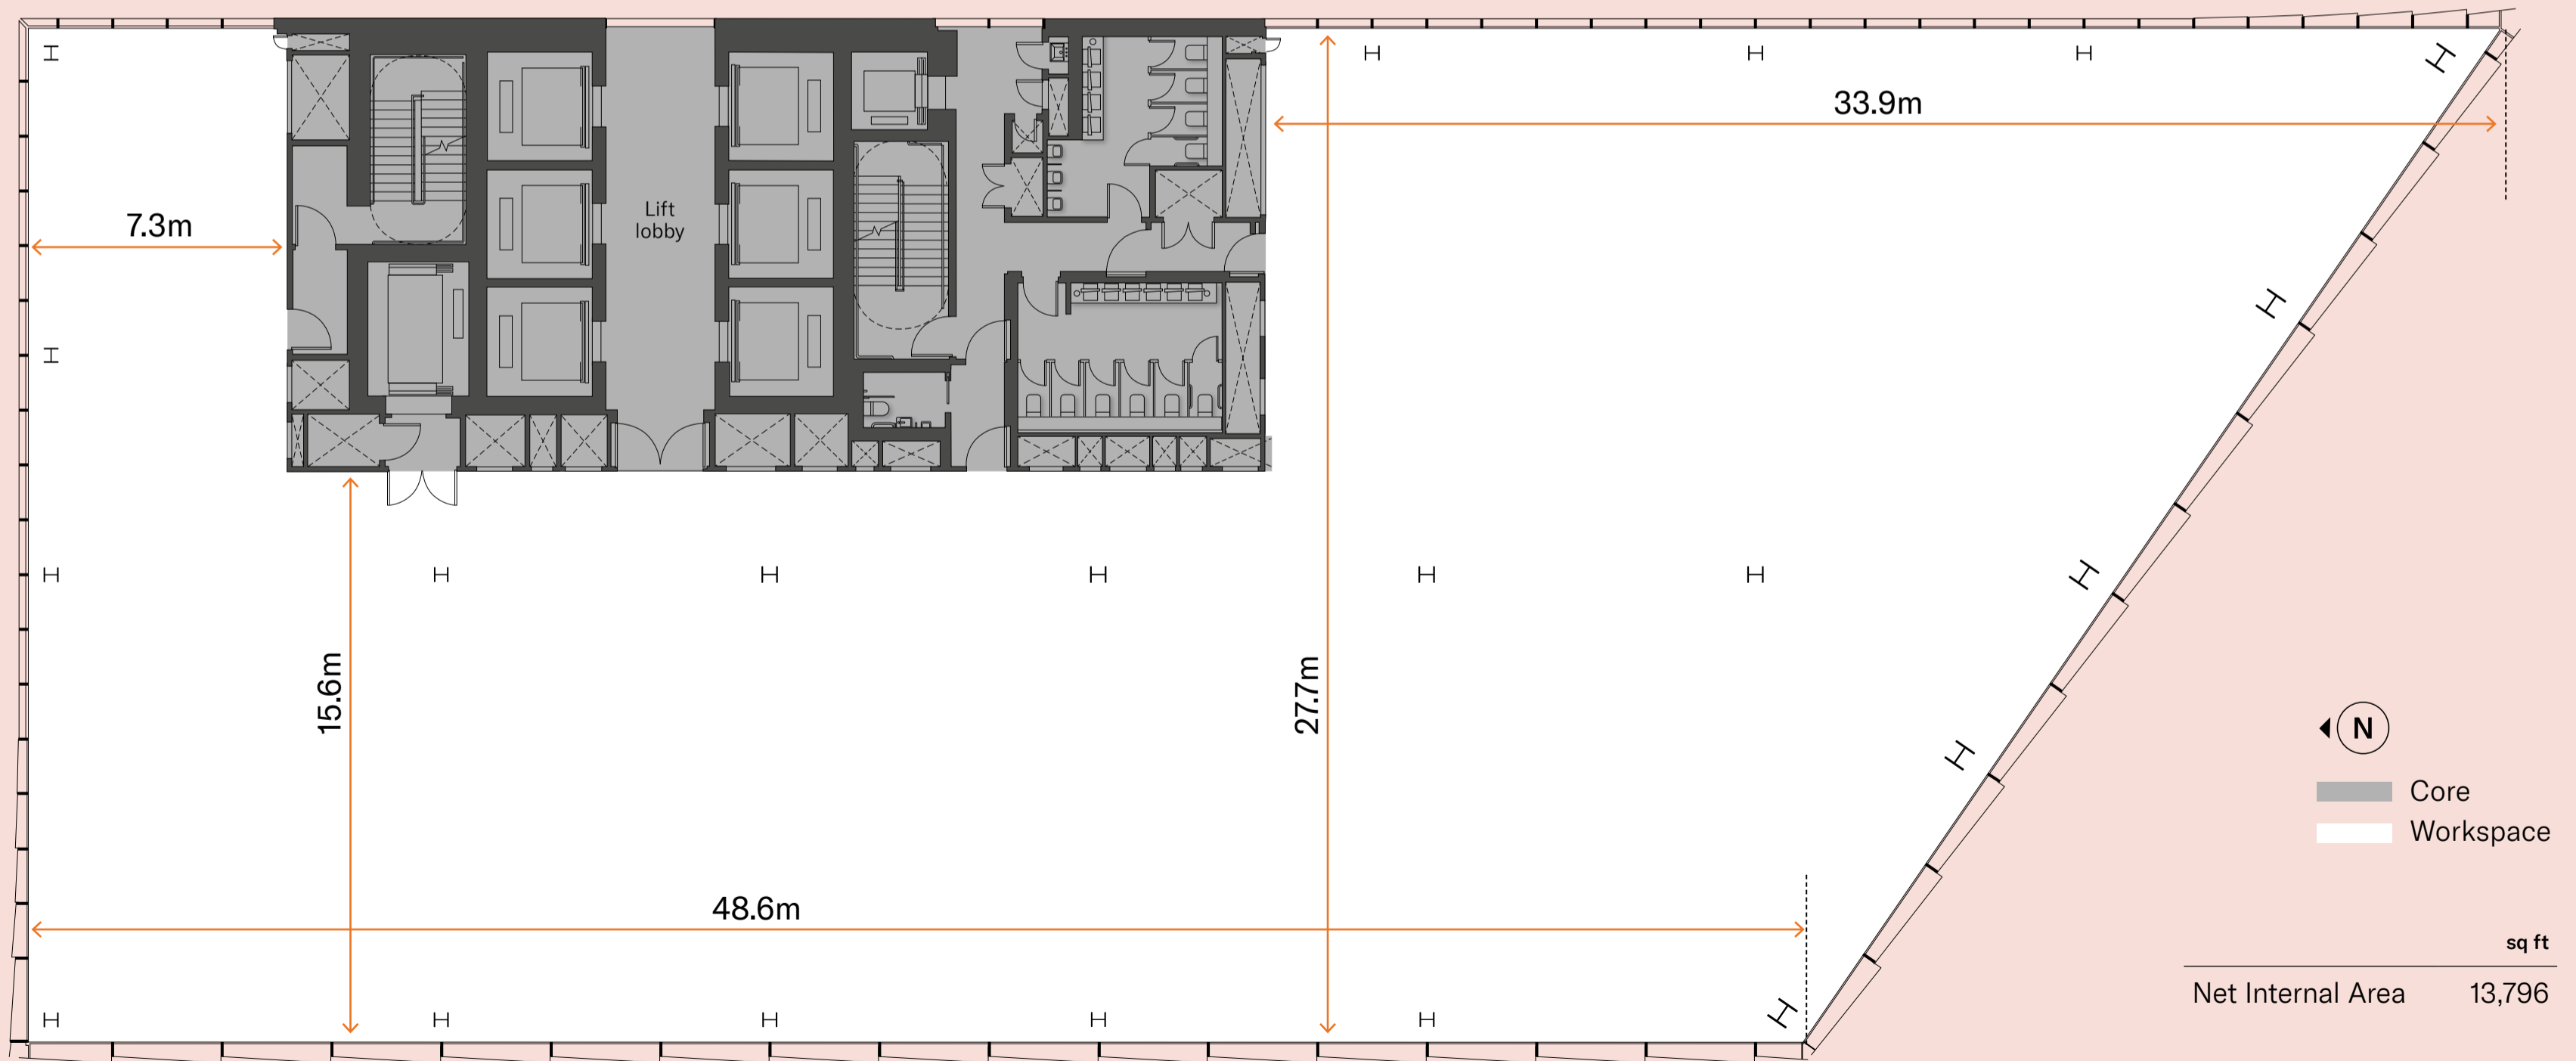 33.9m
7.3m
Lift
lobby
15.6m
27.7m
48.6m
N
Core
Workspace
sq ft
Net Internal Area 13,796